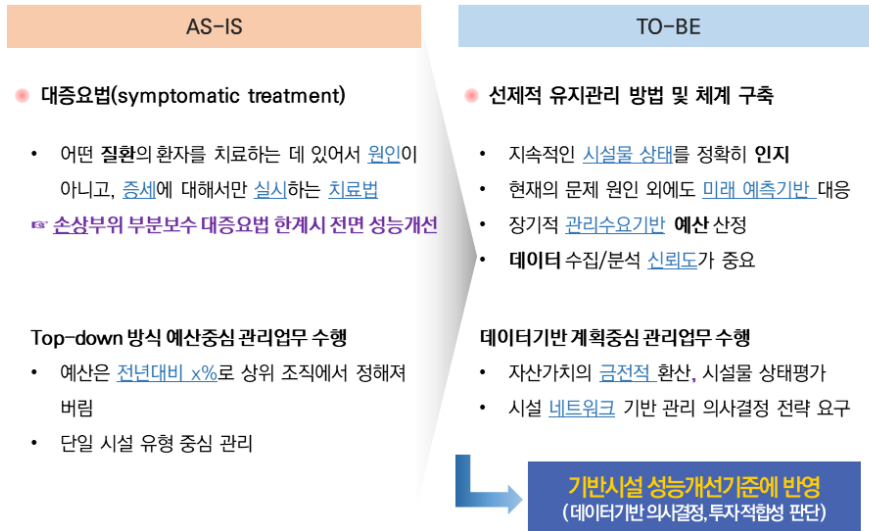 AS-IS
대증요법(symptomatic treatment)
• 어떤 질환의 환자를 치료하는 데 있어서 원인이
아니고, 증세에 대해서만 실시하는 치료법
☞ 손상부위 부분보수 대증요법 한계시 전면 성능개선
Top-down 방식 예산중심 관리업무 수행
• 예산은 전년대비 x%로 상위 조직에서 정해져
버림
• 단일 시설 유형 중심 관리
TO-BE
선제적 유지관리 방법 및 체계 구축
• 지속적인 시설물 상태를 정확히 인지
• 현재의 문제 원인 외에도 미래 예측기반 대응
• 장기적 관리수요기반 예산 산정
• 데이터 수집/분석 신뢰도가 중요
데이터기반 계획중심 관리업무 수행
• 자산가치의 금전적 환산, 시설물 상태평가
• 시설 네트워크 기반 관리 의사결정 전략 요구
기반시설 성능개선기준에 반영
(데이터기반 의사결정, 투자 적합성 판단)